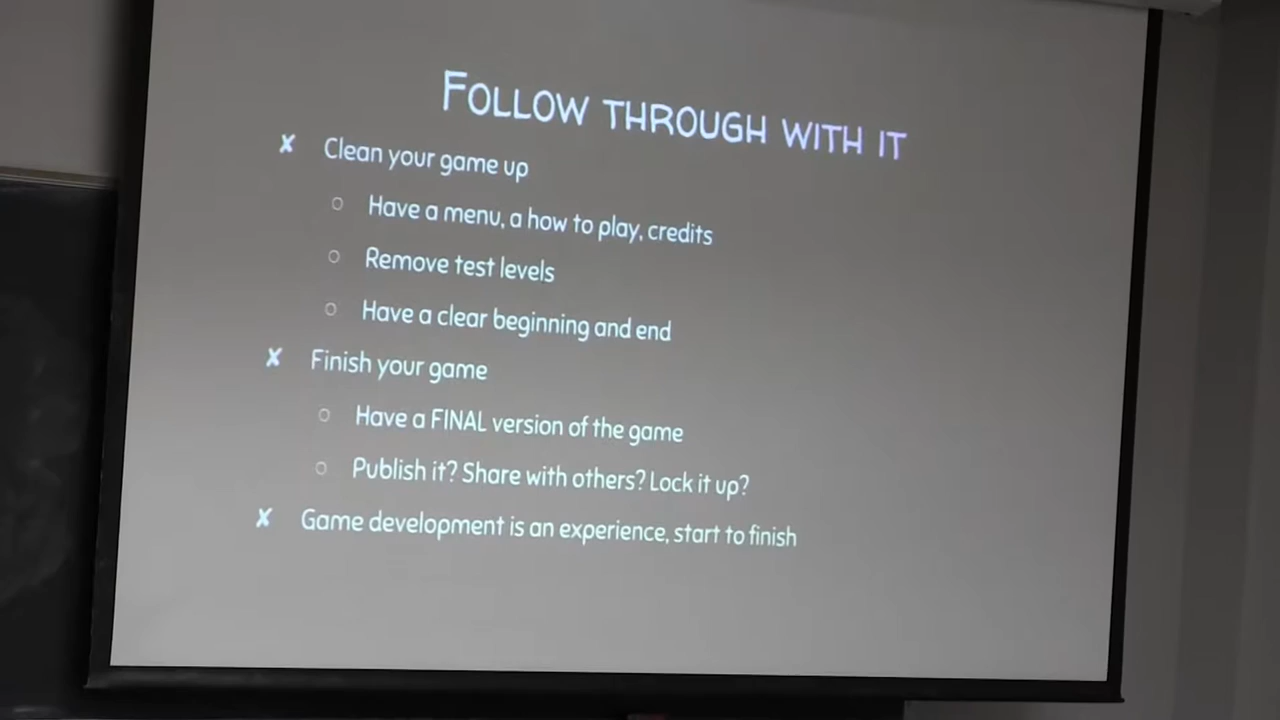 FOLLOW THROUGH WITH IT
✘ Clean your game up
○ Have a menu, a how to play, credits
○ Remove test levels
○ Have a clear beginning and end
✘ Finish your game
○ Have a FINAL version of the game
○ Publish it? Share with others? Lock it up?
✘ Game development is an experience, start to finish